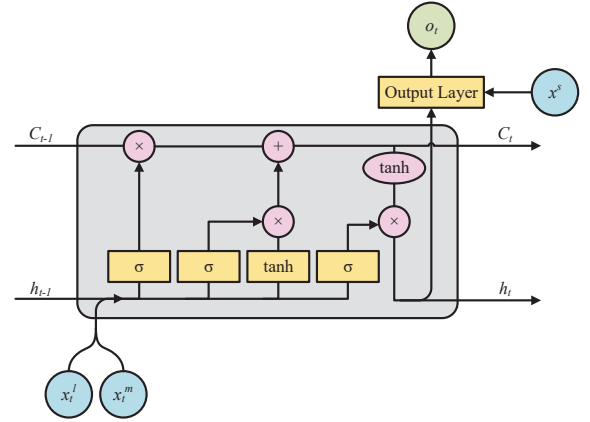 o_t
Output Layer
x^s
C_{t-1}
C_t
×
+
tanh
×
×
σ
σ
tanh
σ
h_{t-1}
h_t
x_t^l
x_t^m